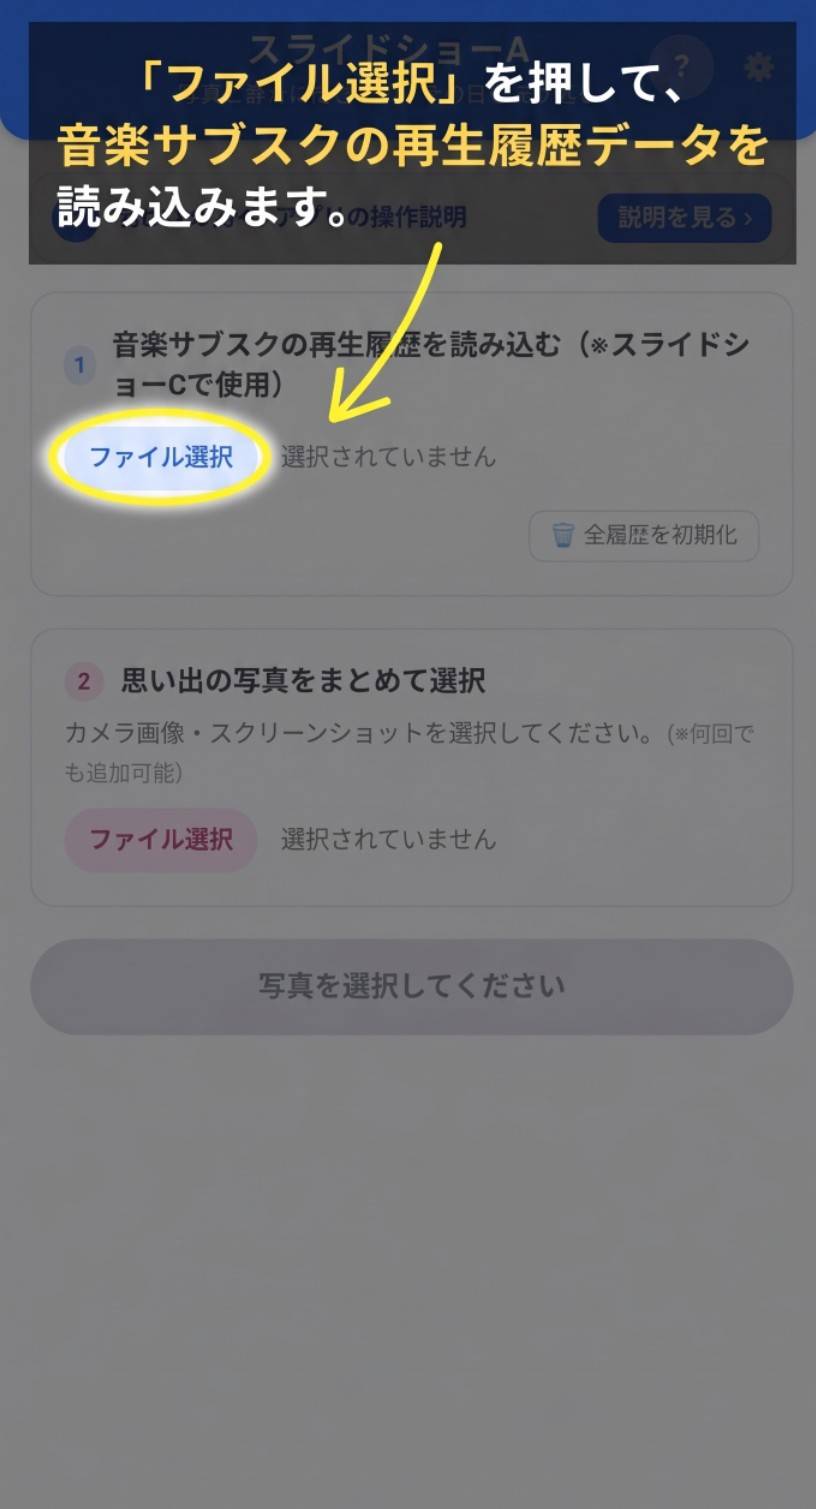 スライドショーA
?
「ファイル選択」を押して、
音楽サブスクの再生履歴データを
読み込みます。
の操作説明
説明を見る ›
1
音楽サブスクの再生履歴を読み込む（※スライドシ
ョーCで使用）
ファイル選択 選択されていません
全履歴を初期化
2 思い出の写真をまとめて選択
カメラ画像・スクリーンショットを選択してください。(※何回で
も追加可能)
ファイル選択 選択されていません
写真を選択してください